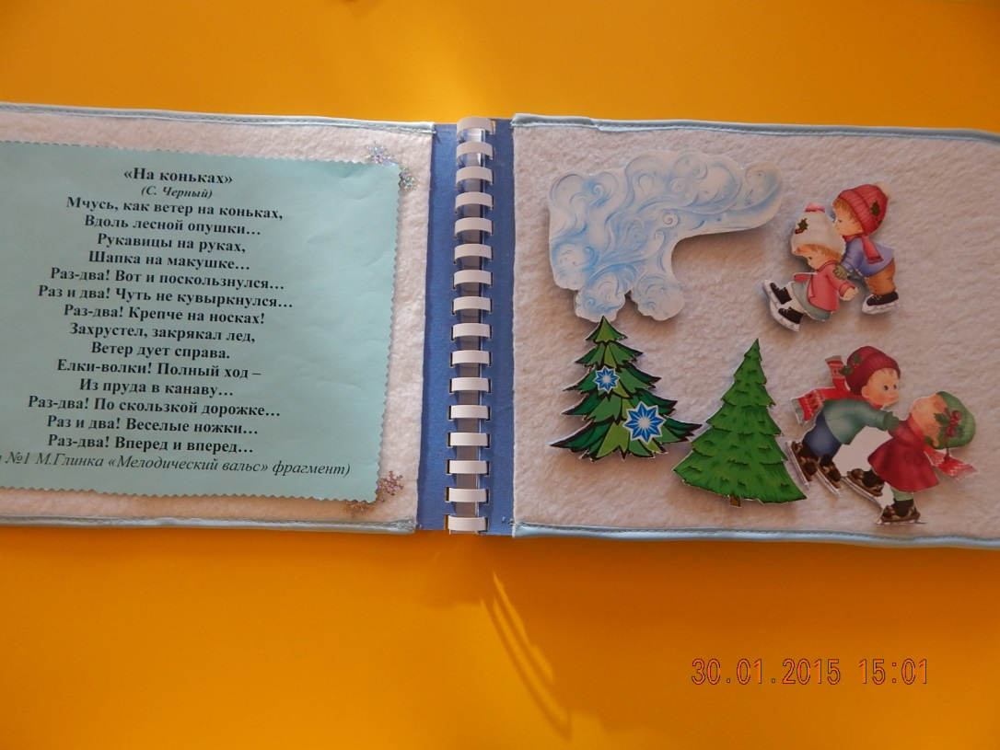 «На коньках»
(С. Черный)
Мчусь, как ветер на коньках,
Вдоль лесной опушки…
Рукавицы на руках,
Шапка на макушке…
Раз-два! Вот и поскользнулся…
Раз и два! Чуть не кувыркнулся…
Раз-два! Крепче на носках!
Захрустел, закрякал лед,
Ветер дует справа.
Елки-волки! Полный ход –
Из пруда в канаву…
Раз-два! По скользкой дорожке…
Раз и два! Веселые ножки…
Раз-два! Вперед и вперед…
№1 М.Глинка «Мелодический вальс» фрагмент)
30.01.2015 15:01